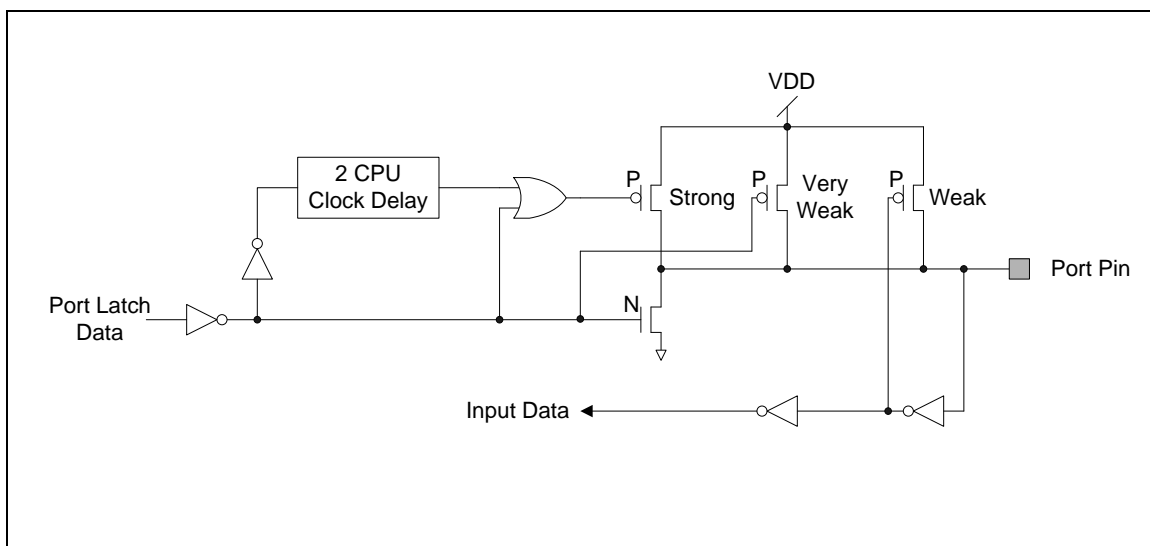 VDD
2 CPU
Clock Delay
P
Strong
P
Very
Weak
P
Weak
Port Pin
Port Latch
Data
N
Input Data